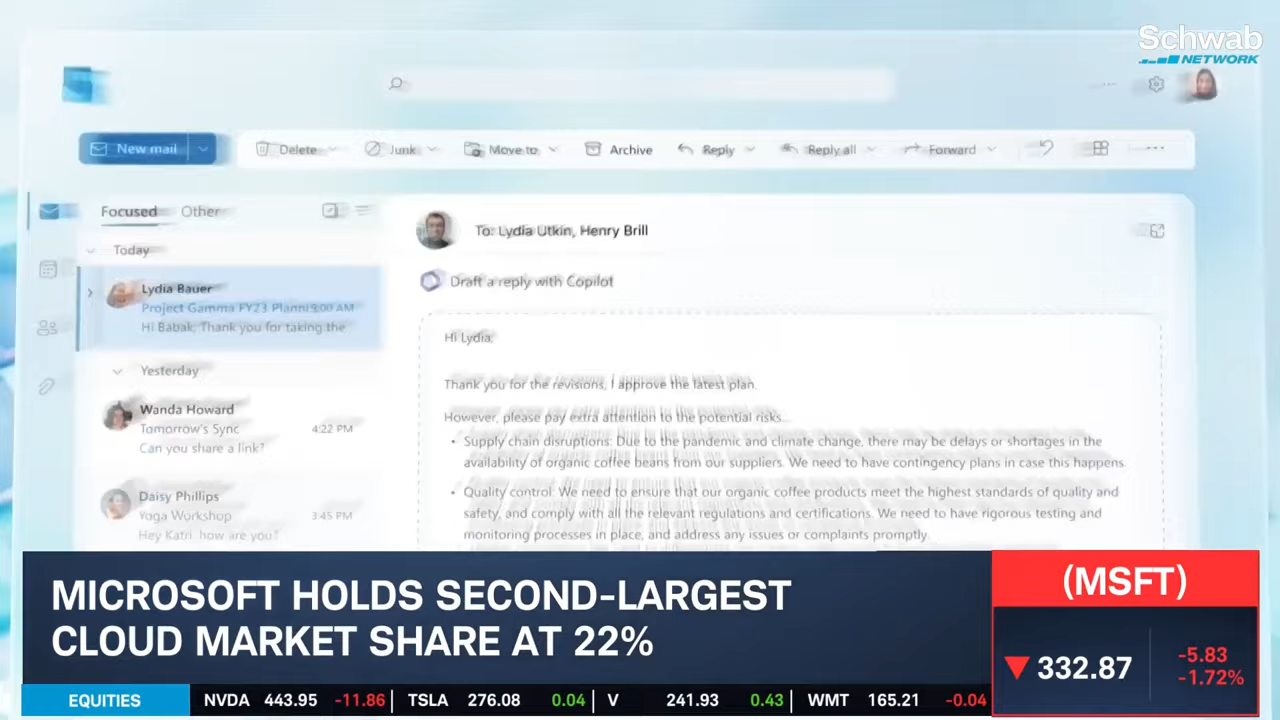 Schwab
NETWORK
New mail
Delete
Junk
Move to
Archive
Reply
Reply all
Forward
Focused
Other
Today
Lydia Bauer
Project Gamma FY23 Planni 9:00 AM
Hi Babak, Thank you for taking the
Yesterday
Wanda Howard
Tomorrow's Sync
4:22 PM
Can you share a link?
Daisy Phillips
Yoga Workshop
3:45 PM
Hey Katri, how are you?
To: Lydia Utkin, Henry Brill
Draft a reply with Copilot
Hi Lydia,
Thank you for the revisions, I approve the latest plan.
However, please pay extra attention to the potential risks...
• Supply chain disruptions: Due to the pandemic and climate change, there may be delays or shortages in the
availability of organic coffee beans from our suppliers. We need to have contingency plans in case this happens.
• Quality control: We need to ensure that our organic coffee products meet the highest standards of quality and
safety, and comply with all the relevant regulations and certifications. We need to have rigorous testing and
monitoring processes in place, and address any issues or complaints promptly.
MICROSOFT HOLDS SECOND-LARGEST
CLOUD MARKET SHARE AT 22%
(MSFT)
▼ 332.87
-5.83
-1.72%
EQUITIES
NVDA 443.95 -11.86 | TSLA 276.08 0.04 | V 241.93 0.43 | WMT 165.21 -0.04